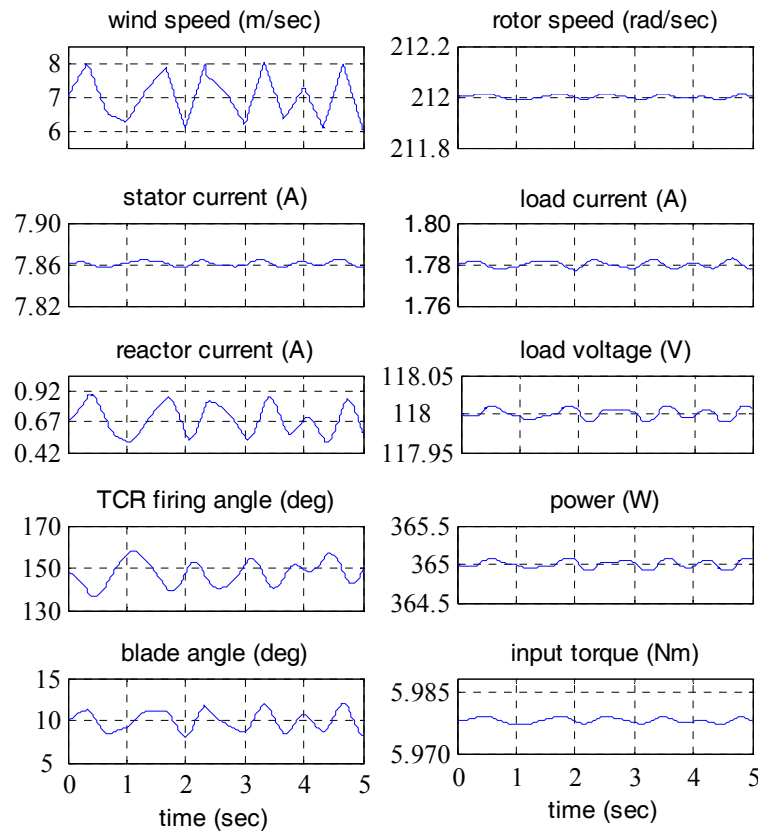 wind speed (m/sec)
8
7
6
rotor speed (rad/sec)
212.2
212
211.8
stator current (A)
7.90
7.86
7.82
load current (A)
1.80
1.78
1.76
reactor current (A)
0.92
0.67
0.42
load voltage (V)
118.05
118
117.95
TCR firing angle (deg)
170
150
130
power (W)
365.5
365
364.5
blade angle (deg)
15
10
5
0 1 2 3 4 5
time (sec)
input torque (Nm)
5.985
5.970
0 1 2 3 4 5
time (sec)